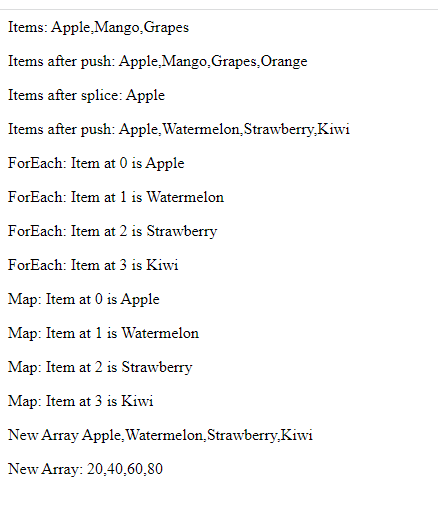 Items: Apple,Mango,Grapes
Items after push: Apple,Mango,Grapes,Orange
Items after splice: Apple
Items after push: Apple,Watermelon,Strawberry,Kiwi
ForEach: Item at 0 is Apple
ForEach: Item at 1 is Watermelon
ForEach: Item at 2 is Strawberry
ForEach: Item at 3 is Kiwi
Map: Item at 0 is Apple
Map: Item at 1 is Watermelon
Map: Item at 2 is Strawberry
Map: Item at 3 is Kiwi
New Array Apple,Watermelon,Strawberry,Kiwi
New Array: 20,40,60,80